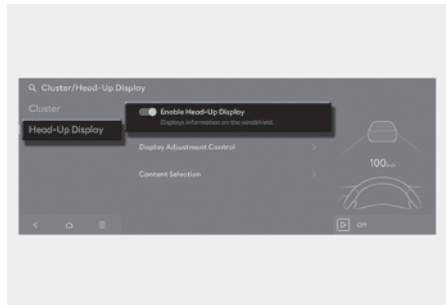 Cluster/Head-Up Display
Cluster
Head-Up Display
Enable Head-Up Display
Displays information on the windshield.
Display Adjustment Control
Content Selection
100
Off